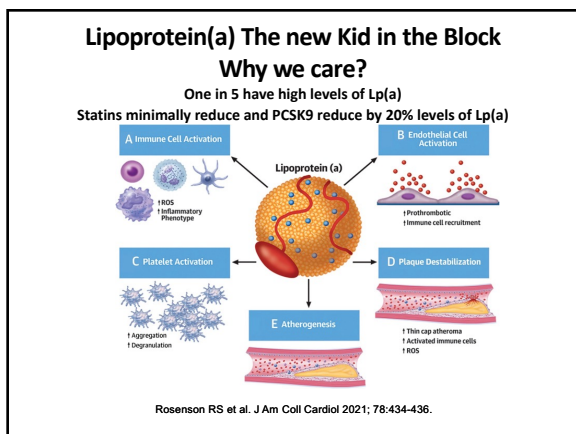 Lipoprotein(a) The new Kid in the Block
Why we care?
One in 5 have high levels of Lp(a)
Statins minimally reduce and PCSK9 reduce by 20% levels of Lp(a)
A Immune Cell Activation
↑ROS
↑Inflammatory
Phenotype
Lipoprotein (a)
B Endothelial Cell
Activation
↑Prothrombotic
↑Immune cell recruitment
C Platelet Activation
↑Aggregation
↑Degranulation
D Plaque Destabilization
↑ Thin cap atheroma
↑ Activated immune cells
↑ ROS
E Atherogenesis
Rosenson RS et al. J Am Coll Cardiol 2021; 78:434-436.